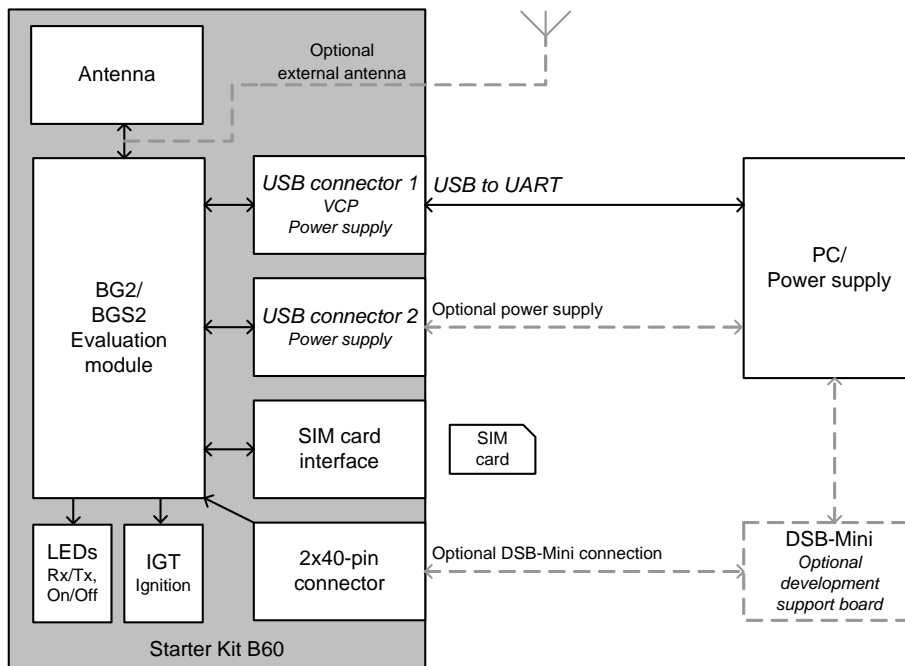 Optional
external antenna
Antenna
USB connector 1
VCP
Power supply
USB to UART
PC/
Power supply
BG2/
BGS2
Evaluation
module
USB connector 2
Power supply
Optional power supply
SIM card
interface
SIM
card
LEDs
Rx/Tx,
On/Off
IGT
Ignition
2x40-pin
connector
Optional DSB-Mini connection
DSB-Mini
Optional
development
support board
Starter Kit B60